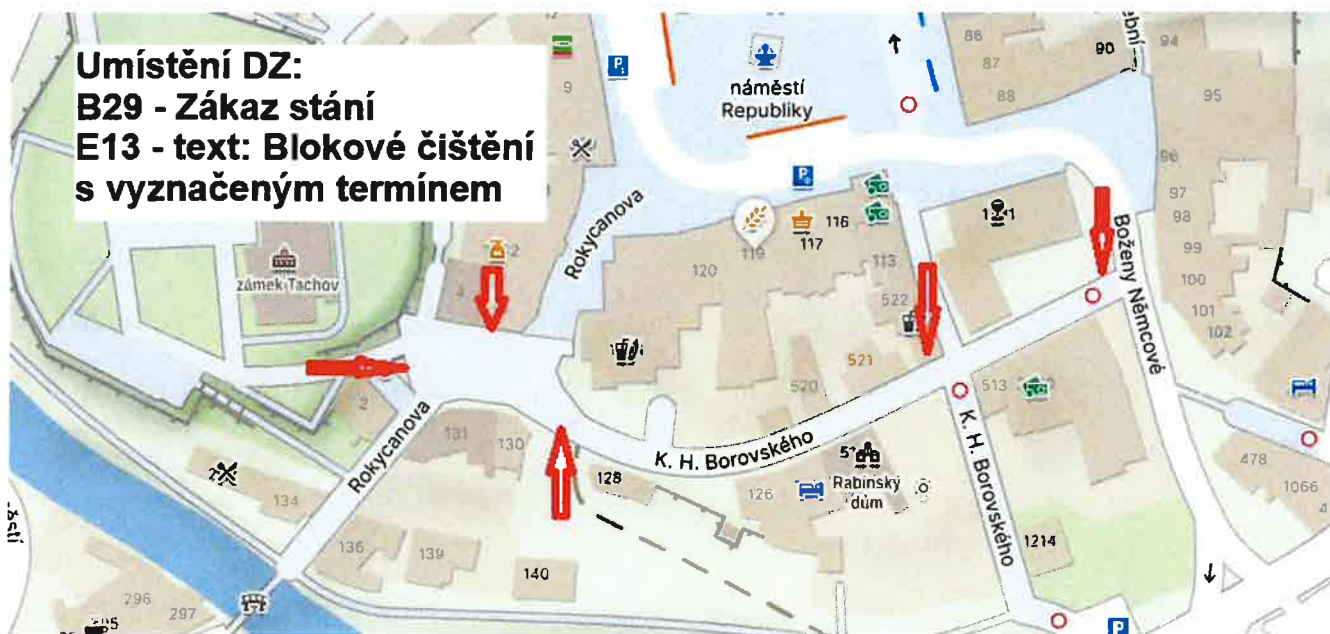 Umístění DZ:
B29 - Zákaz stání
E13 - text: Blokové čištění
s vyznačeným termínem
9
P
náměstí
Republiky
86
87
88
90
94
95
96
97
98
99
100
101
102
Rokycanova
zámek Tachov
4
120
119
117
116
113
522
521
520
513
Boženy Němcové
2
131
130
128
126
Rabínský
dům
K. H. Borovského
K. H. Borovského
Rokycanova
134
136
139
140
1214
478
1066
4
296
297
P